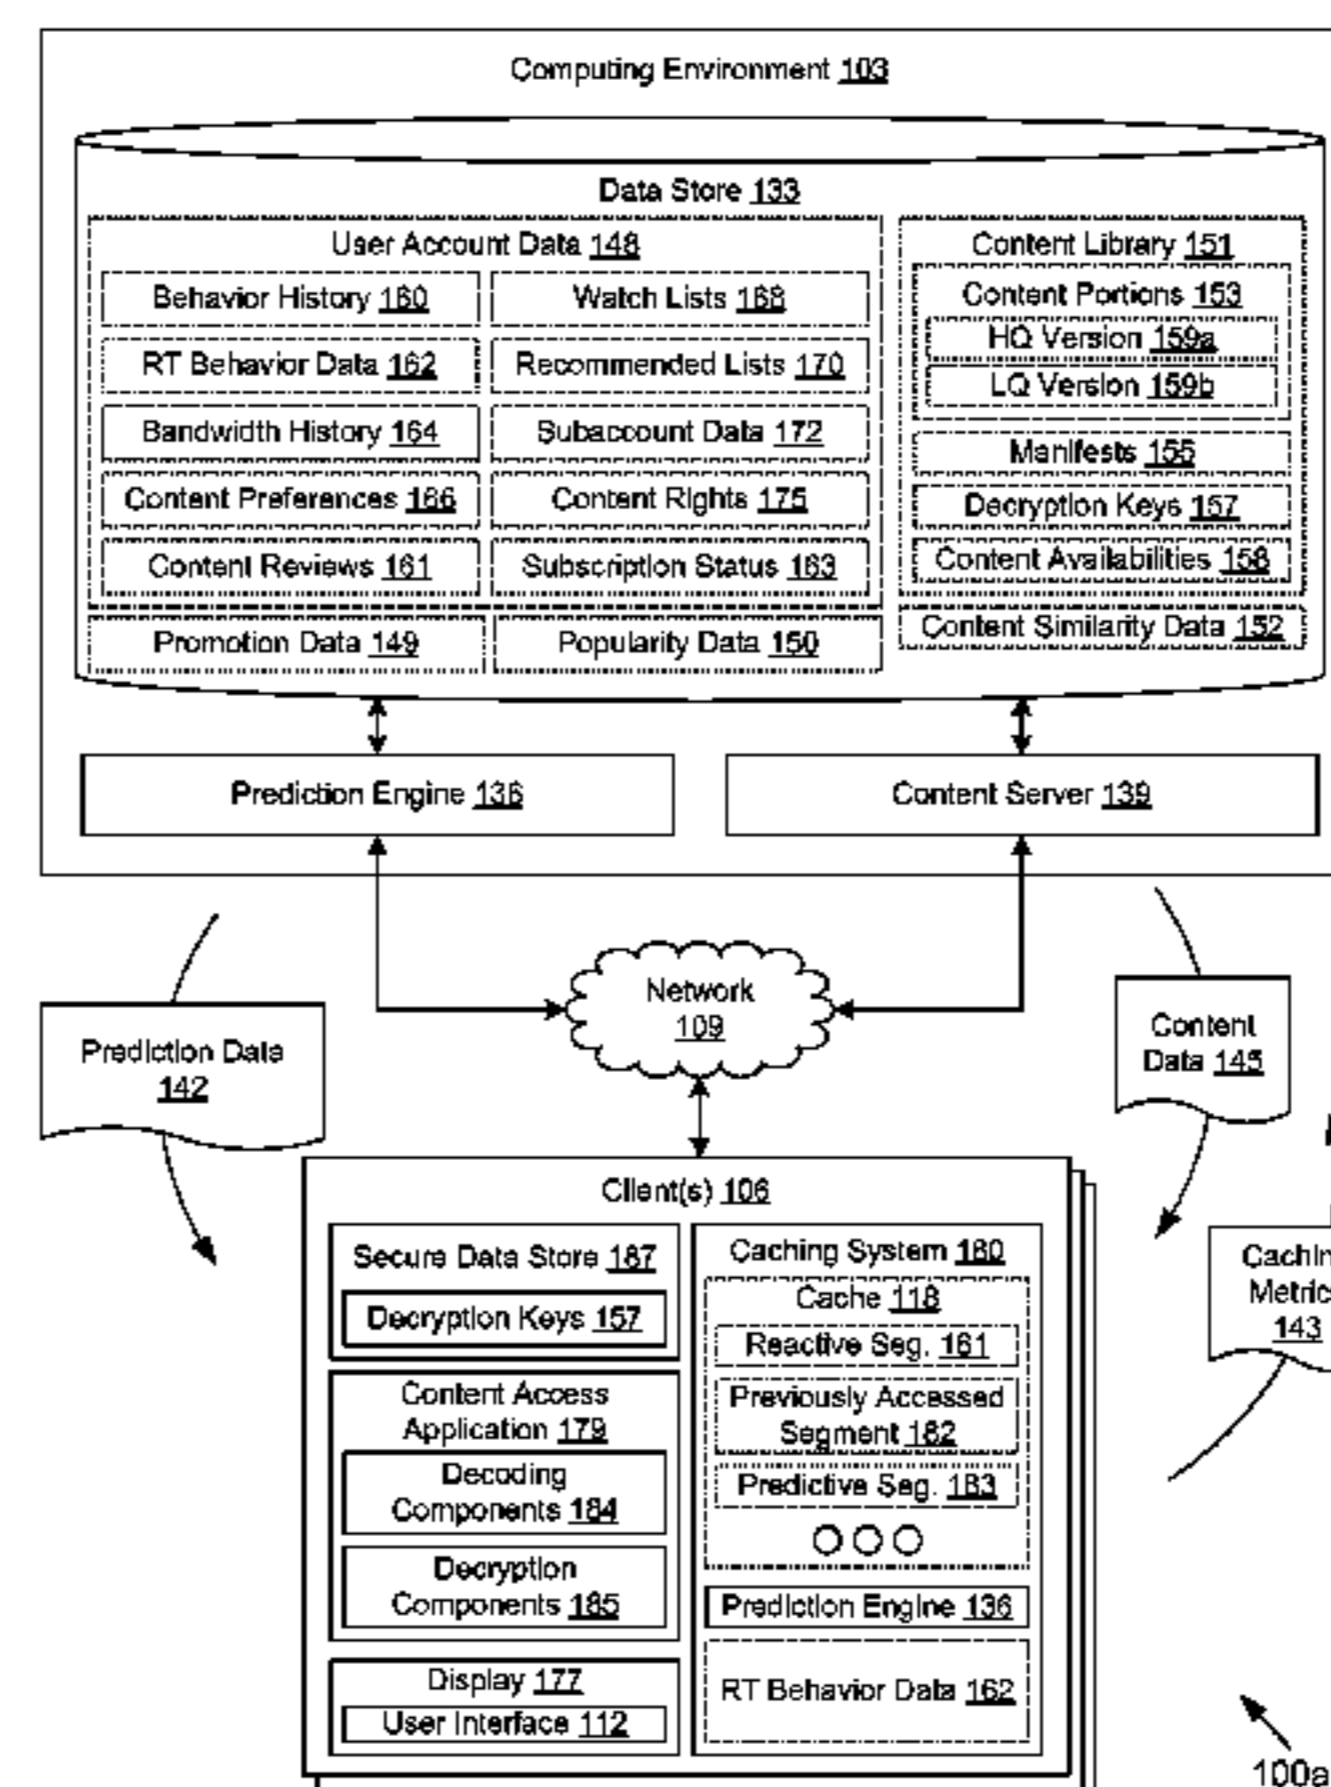 Computing Environment 103
Data Store 133
User Account Data 148
Behavior History 160
Watch Lists 168
RT Behavior Data 162
Recommended Lists 170
Bandwidth History 164
Subaccount Data 172
Content Preferences 166
Content Rights 175
Content Reviews 161
Subscription Status 163
Promotion Data 149
Popularity Data 150
Content Library 151
Content Portions 153
HQ Version 159a
LQ Version 159b
Manifests 155
Decryption Keys 157
Content Availabilities 158
Content Similarity Data 152
Prediction Engine 136
Content Server 139
Network
109
Prediction Data
142
Content
Data 145
Client(s) 106
Secure Data Store 187
Decryption Keys 157
Content Access
Application 179
Decoding
Components 184
Decryption
Components 185
Display 177
User Interface 112
Caching System 180
Cache 118
Reactive Seg. 181
Previously Accessed
Segment 182
Predictive Seg. 183
Prediction Engine 136
RT Behavior Data 162
Cachin
Metric
143
100a